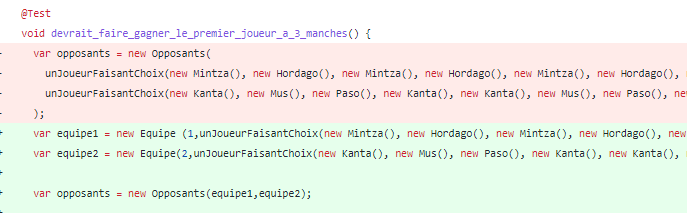 @Test
void devrait_faire_gagner_le_premier_joueur_a_3_manches() {
- var opposants = new Opposants(
- unJoueurFaisantChoix(new Mintza(), new Hordago(), new Mintza(), new Hordago(), new Mintza(), new Hordago(),
- unJoueurFaisantChoix(new Kanta(), new Mus(), new Paso(), new Kanta(), new Kanta(), new Mus(), new Paso(),
- );
+ var equipe1 = new Equipe (1,unJoueurFaisantChoix(new Mintza(), new Hordago(), new Mintza(), new Hordago(), new
+ var equipe2 = new Equipe(2,unJoueurFaisantChoix(new Kanta(), new Mus(), new Paso(), new Kanta(), new Kanta(),
+
+ var opposants = new Opposants(equipe1,equipe2);
+